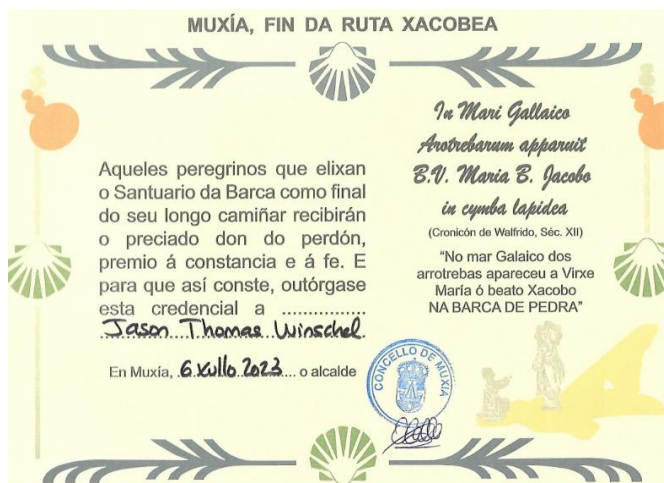 MUXÍA, FIN DA RUTA XACOBEA
Aqueles peregrinos que elixan
o Santuario da Barca como final
do seu longo camiñar recibirán
o preciado don do perdón,
premio á constancia e á fe. E
para que así conste, outórgase
esta credencial a ................
Jason Thomas Winschel
En Muxía, 6 Xullo 2023 .... o alcalde
In Mari Gallaico
Arotrebarum apparuit
B.V. Maria B. Jacobo
in cymba lapidea
(Cronicón de Walfrido, Séc. XII)
"No mar Galaico dos
arrotrebas apareceu a Virxe
María ó beato Xacobo
NA BARCA DE PEDRA"
CONCELLO DE MUXÍA